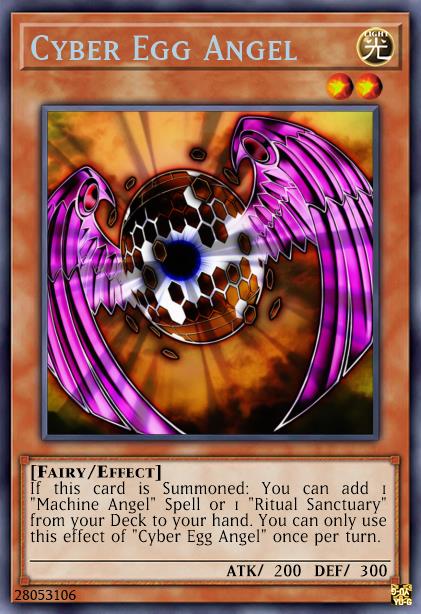 Cyber Egg Angel
LIGHT
光
[Fairy/Effect]
If this card is Summoned: You can add 1
"Machine Angel" Spell or 1 "Ritual Sanctuary"
from your Deck to your hand. You can only use
this effect of "Cyber Egg Angel" once per turn.
ATK/ 200 DEF/ 300
28053106